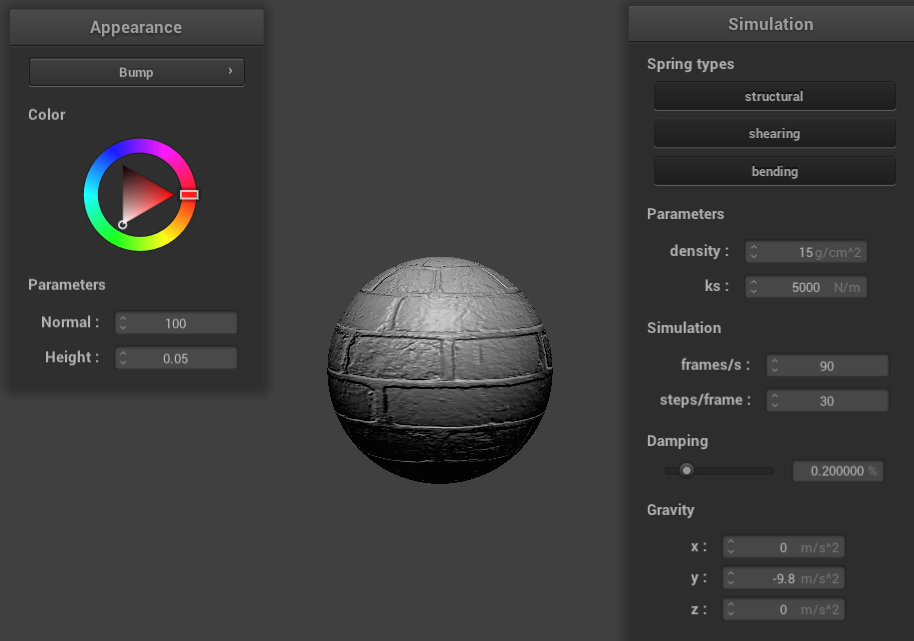 Appearance
Bump
Color
Parameters
Normal : 100
Height : 0.05
Simulation
Spring types
structural
shearing
bending
Parameters
density : 15 g/cm^2
ks : 5000 N/m
Simulation
frames/s : 90
steps/frame : 30
Damping
0.200000 %
Gravity
x : 0 m/s^2
y : -9.8 m/s^2
z : 0 m/s^2